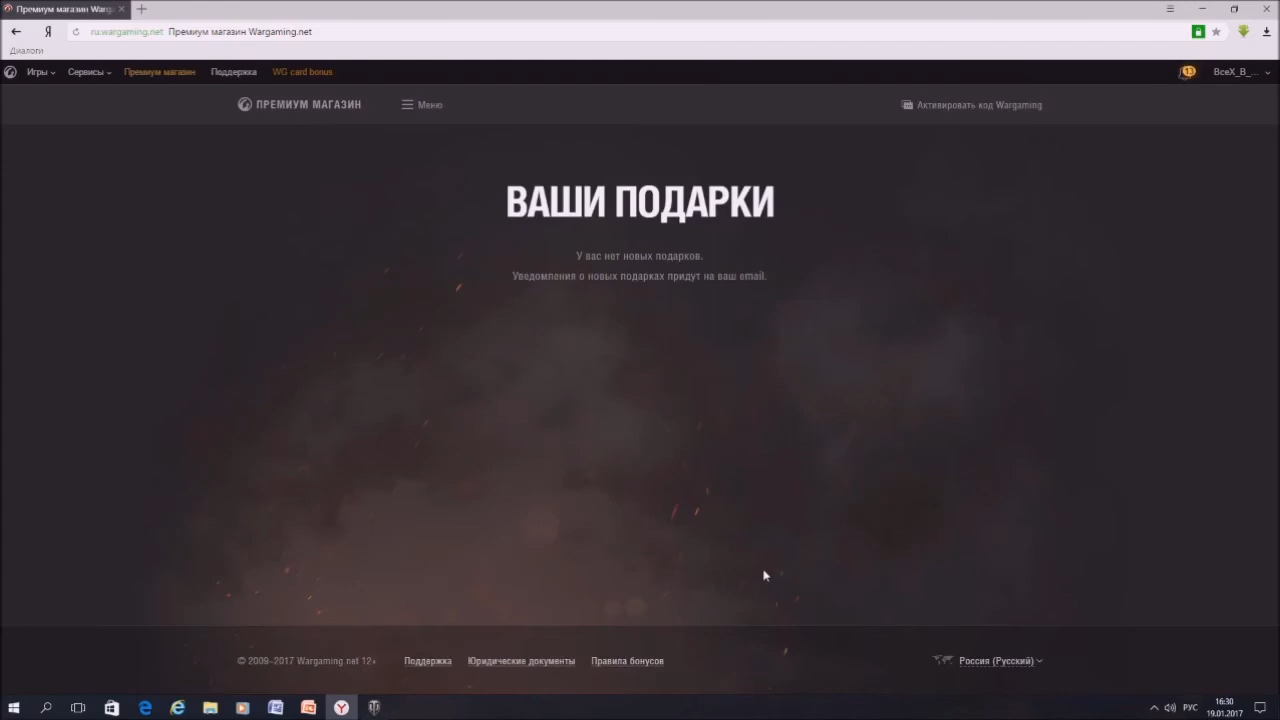 Премиум магазин Warg
Я
ru.wargaming.net Премиум магазин Wargaming.net
Диалоги
Игры Сервисы Премиум магазин Поддержка WG card bonus 13 BceX_B_...
ПРЕМИУМ МАГАЗИН Меню Активировать код Wargaming
ВАШИ ПОДАРКИ
У вас нет новых подарков.
Уведомления о новых подарках придут на ваш email.
© 2009–2017 Wargaming.net 12+ Поддержка Юридические документы Правила бонусов Россия (Русский)
РУС 16:30
19.01.2017